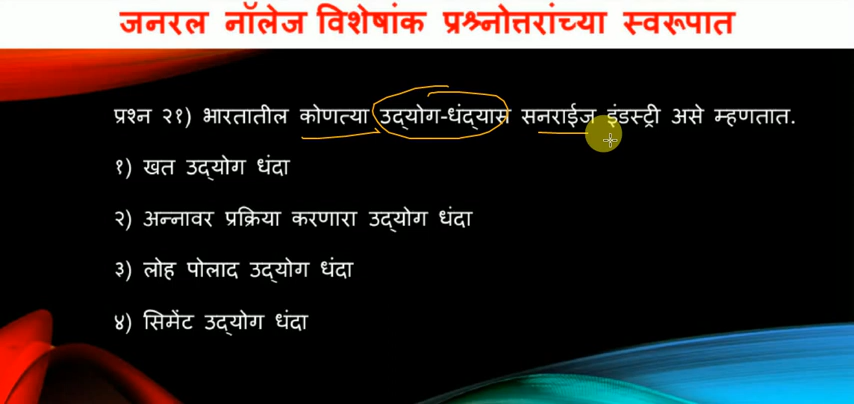 जनरल नॉलेज विशेषांक प्रश्नोत्तरांच्या स्वरूपात
प्रश्न २१) भारतातील कोणत्या उद्योग-धंद्यास सनराईज इंडस्ट्री असे म्हणतात.
१) खत उद्योग धंदा
२) अन्नावर प्रक्रिया करणारा उद्योग धंदा
३) लोह पोलाद उद्योग धंदा
४) सिमेंट उद्योग धंदा